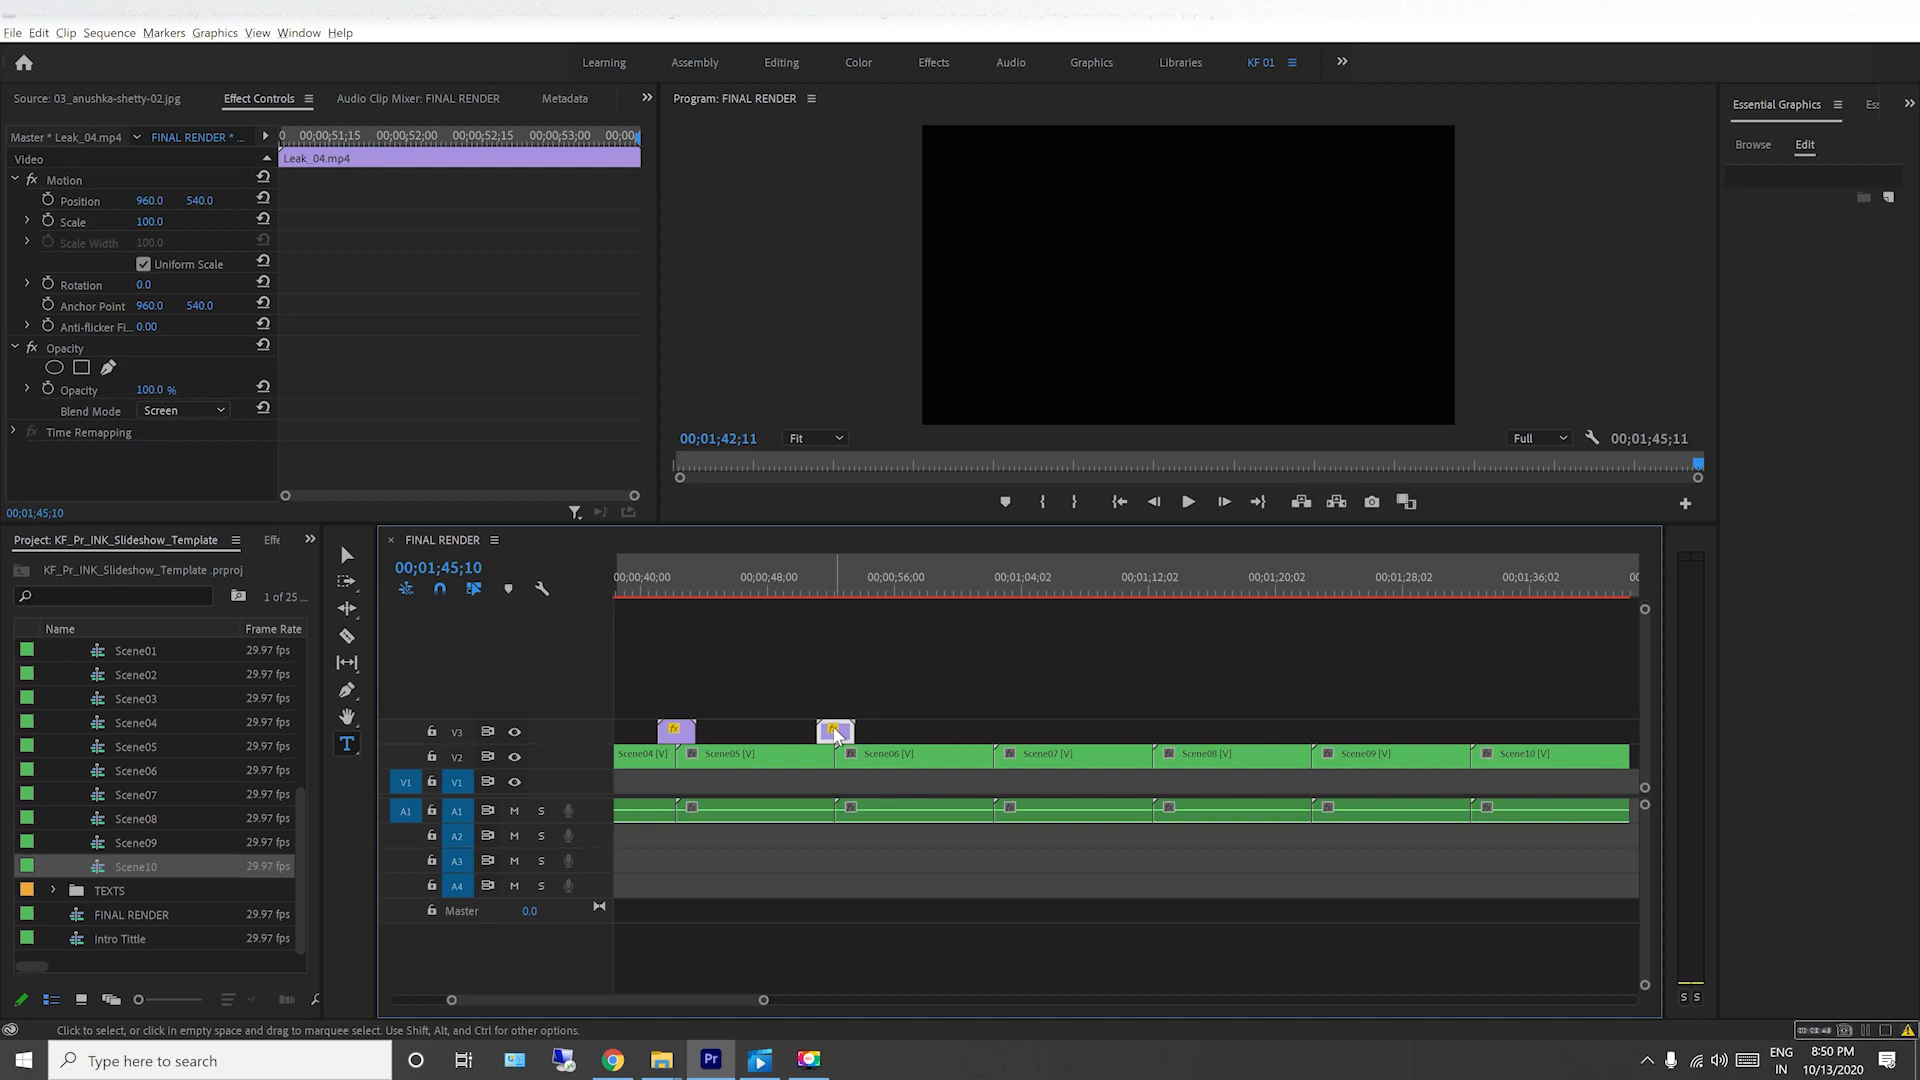 File Edit Clip Sequence Markers Graphics View Window Help
Learning Assembly Editing Color Effects Audio Graphics Libraries KF 01
Source: 03_anushka-shetty-02.jpg Effect Controls Audio Clip Mixer: FINAL RENDER Metadata
Program: FINAL RENDER
Essential Graphics
Browse Edit
Master * Leak_04.mp4 FINAL RENDER * ...
00;00;51;15 00;00;52;00 00;00;52;15 00;00;53;00
Video
Leak_04.mp4
fx Motion
Position 960.0 540.0
Scale 100.0
Scale Width 100.0
Uniform Scale
Rotation 0.0
Anchor Point 960.0 540.0
Anti-flicker Fi... 0.00
fx Opacity
Opacity 100.0 %
Blend Mode Screen
fx Time Remapping
00;01;45;10
00;01;42;11 Fit Full 00;01;45;11
Project: KF_Pr_INK_Slideshow_Template
KF_Pr_INK_Slideshow_Template .prproj
1 of 25 ...
Name Frame Rate
Scene01 29.97 fps
Scene02 29.97 fps
Scene03 29.97 fps
Scene04 29.97 fps
Scene05 29.97 fps
Scene06 29.97 fps
Scene07 29.97 fps
Scene08 29.97 fps
Scene09 29.97 fps
Scene10 29.97 fps
TEXTS
FINAL RENDER 29.97 fps
Intro Tittle 29.97 fps
× FINAL RENDER
00;01;45;10
00;00;40;00 00;00;48;00 00;00;56;00 00;01;04;02 00;01;12;02 00;01;20;02 00;01;28;02 00;01;36;02
V3
V2 Scene04 [V] Scene05 [V] Scene06 [V] Scene07 [V] Scene08 [V] Scene09 [V] Scene10 [V]
V1 V1
A1 A1 M S
A2 M S
A3 M S
A4 M S
Master 0.0
S S
Click to select, or click in empty space and drag to marquee select. Use Shift, Alt, and Ctrl for other options.
Type here to search
Pr
ENG
IN
8:50 PM
10/13/2020